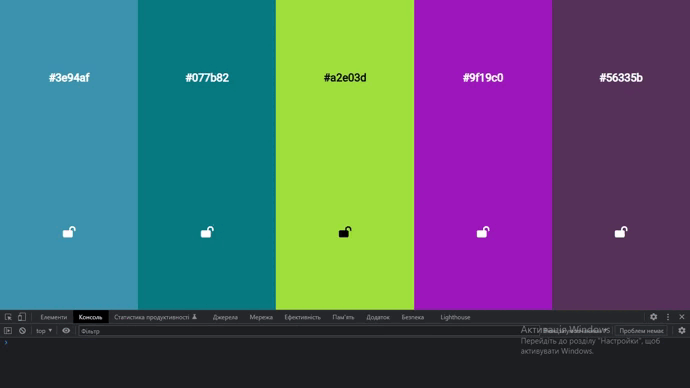 #3e94af
#077b82
#a2e03d
#9f19c0
#56335b
Елементи Консоль Статистика продуктивності Джерела Мережа Ефективність Пам'ять Додаток Безпека Lighthouse
top Фільтр Проблем немає
Активація Windows
Перейдіть до розділу "Настройки", щоб
активувати Windows.